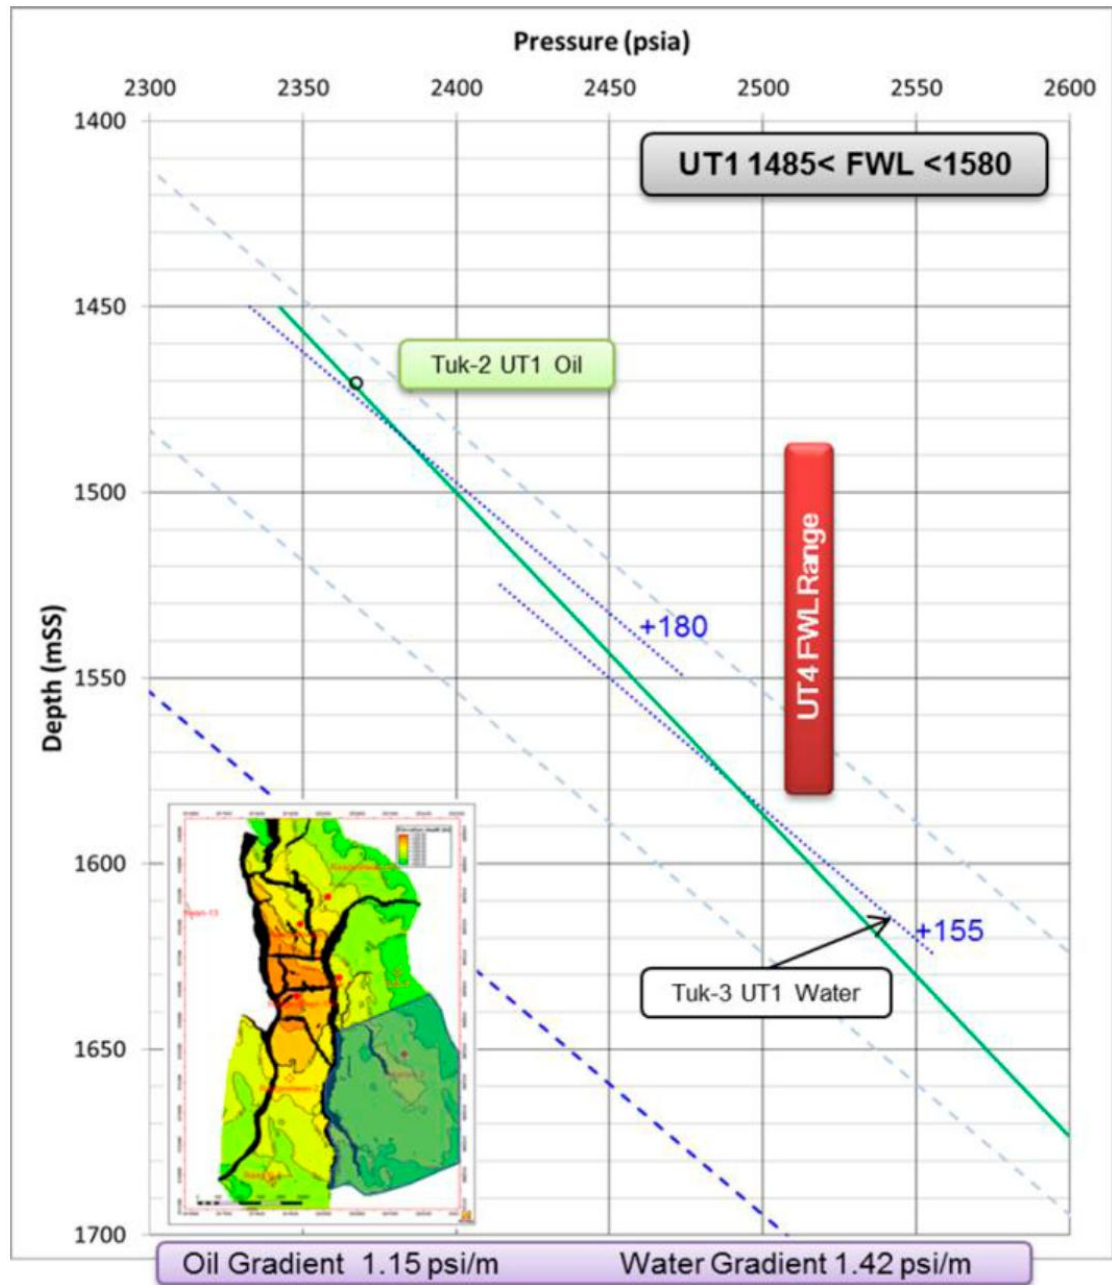 Pressure (psia)
2300 2350 2400 2450 2500 2550 2600
1400
UT1 1485< FWL <1580
1450
Tuk-2 UT1 Oil
1500
UT4 FWL Range
+180
Depth (mSS)
1550
1600
+155
Tuk-3 UT1 Water
1650
1700
Oil Gradient 1.15 psi/m Water Gradient 1.42 psi/m